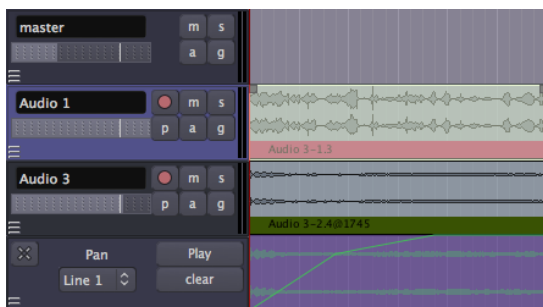 master
m s
a g
Audio 1
m s
p a g
Audio 3-1.3
Audio 3
m s
p a g
Audio 3-2.4@1745
Pan Play
Line 1 clear